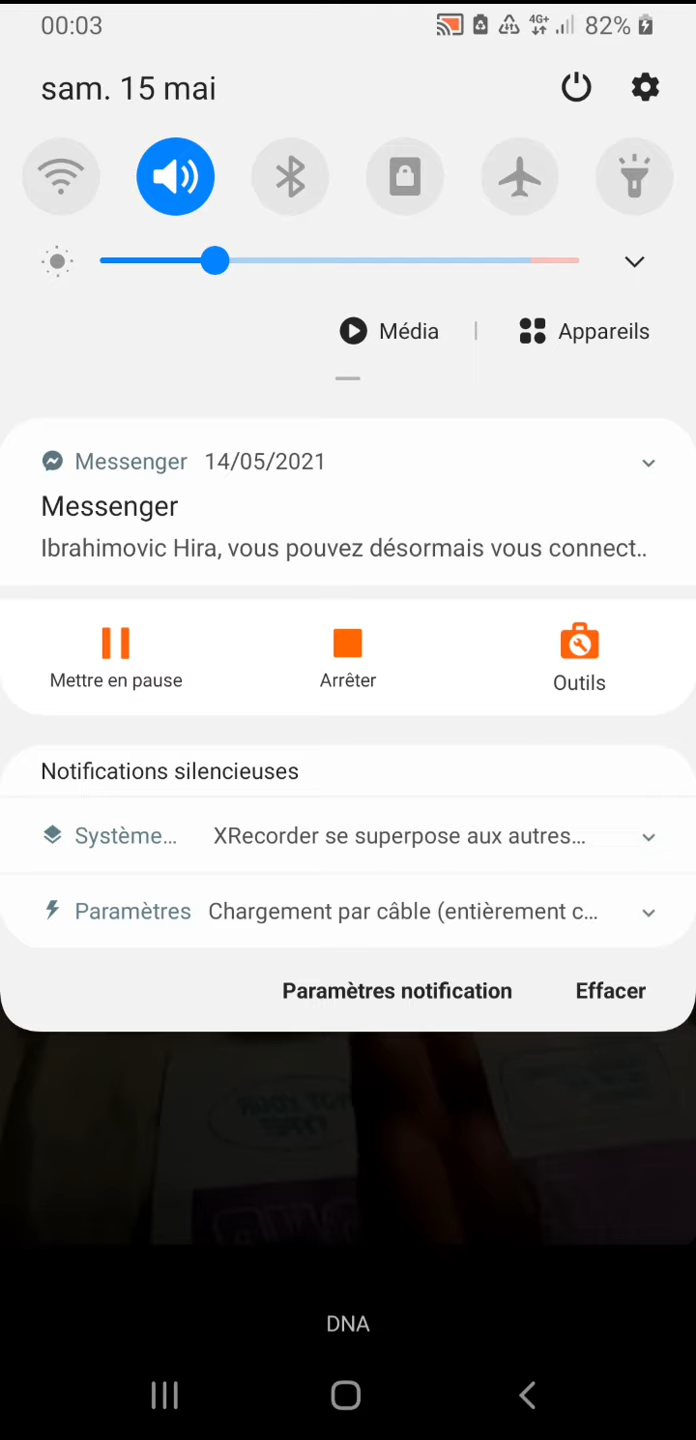 00:03 4G+ 82%
sam. 15 mai
Média | Appareils
Messenger 14/05/2021
Messenger
Ibrahimovic Hira, vous pouvez désormais vous connect..
Mettre en pause Arrêter Outils
Notifications silencieuses
Système... XRecorder se superpose aux autres...
Paramètres Chargement par câble (entièrement c...
Paramètres notification Effacer
DNA